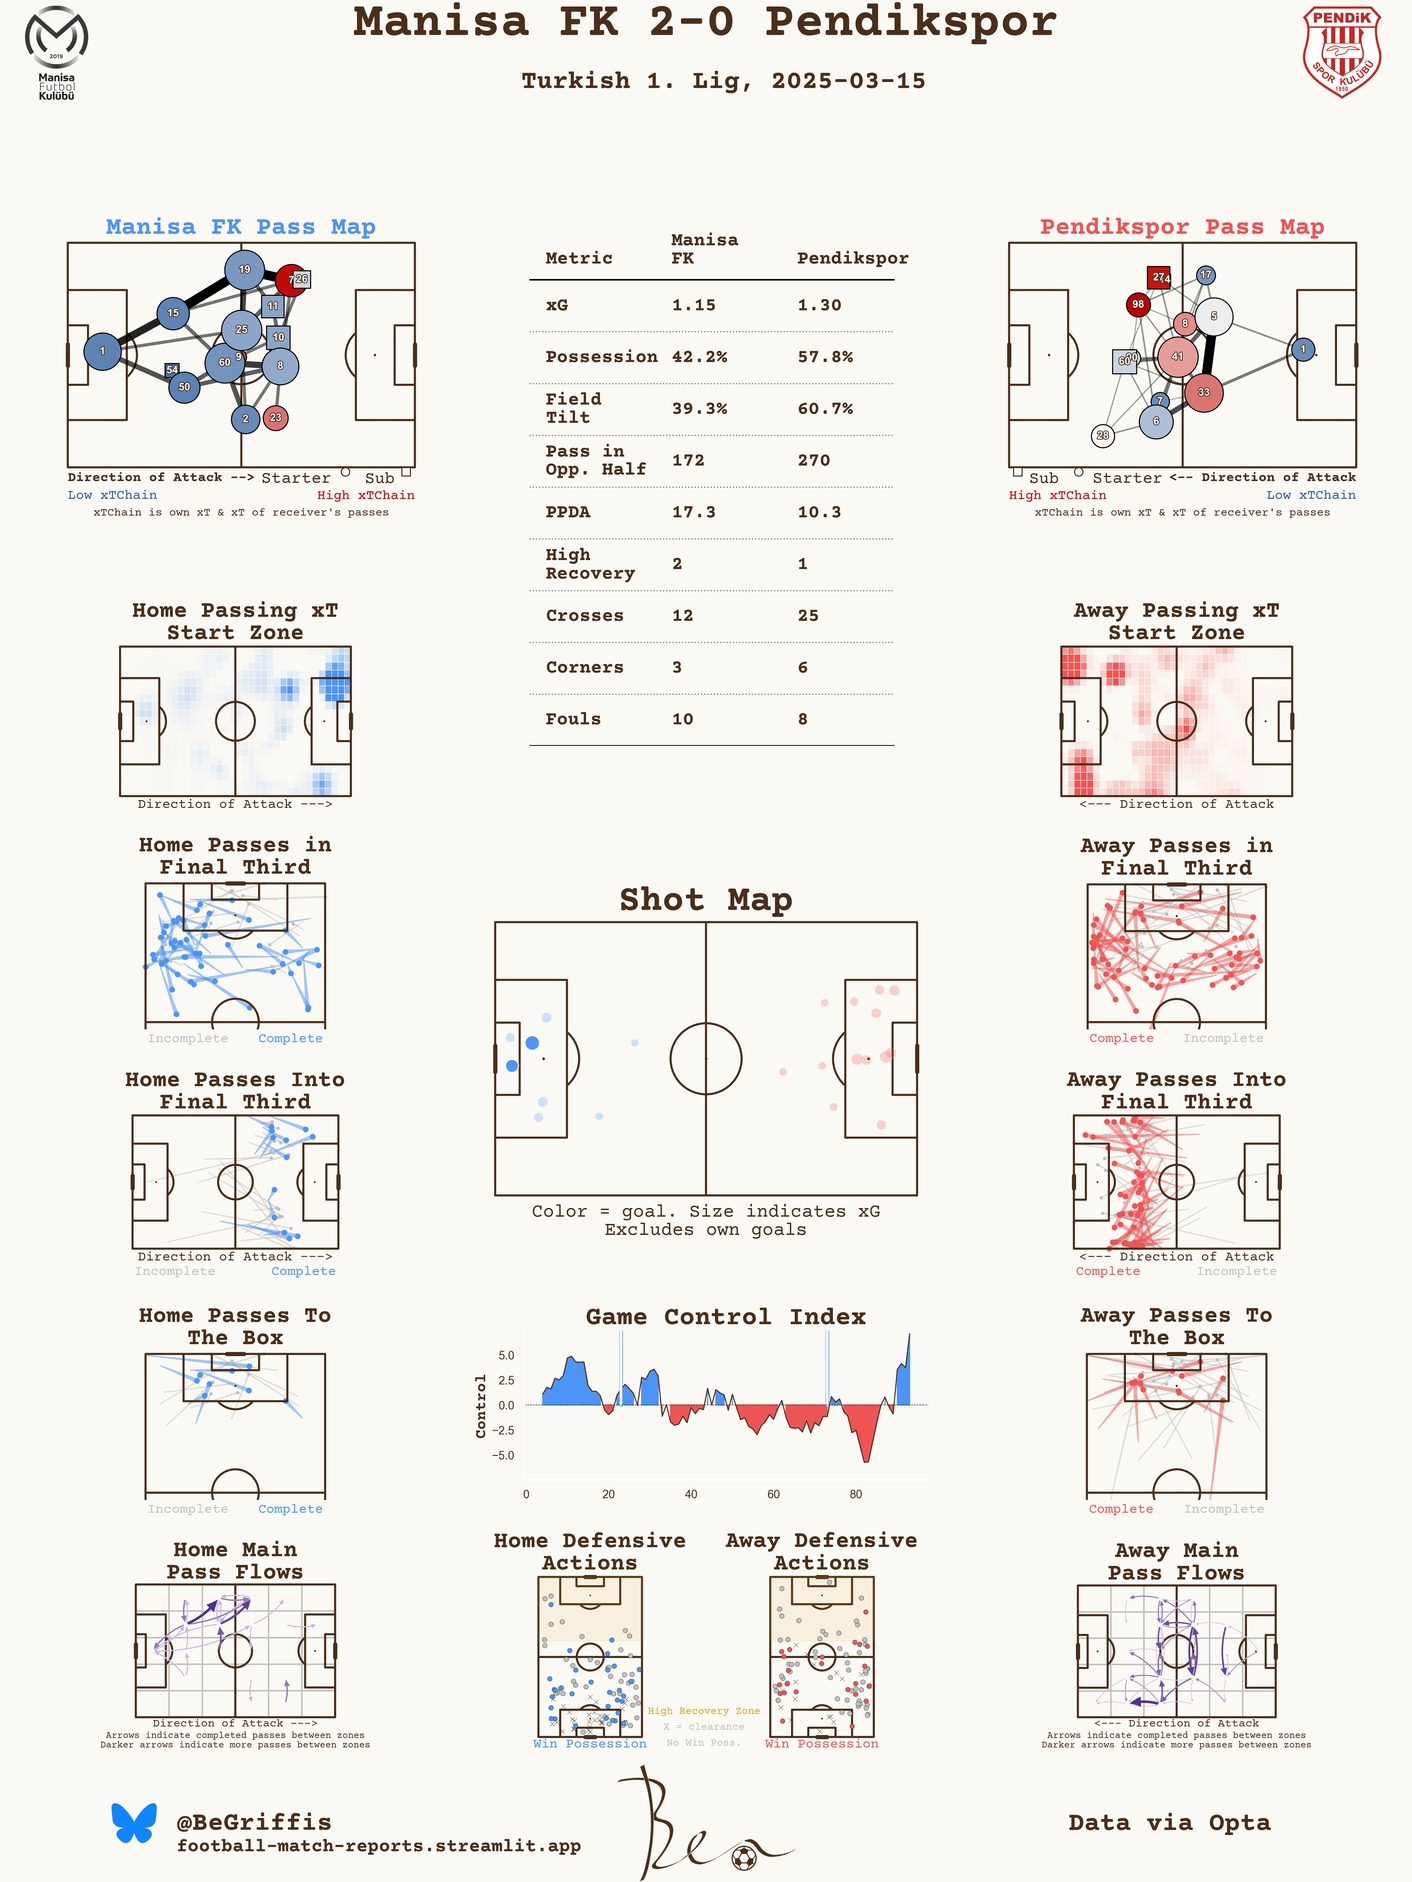 Manisa FK 2-0 Pendikspor
Turkish 1. Lig, 2025-03-15
2019
Manisa
Futbol
Kulübü
PENDİK
SPOR KULÜBÜ
1950
Manisa FK Pass Map
19
7
26
15
11
25
10
1
9
60
8
54
50
2
23
Direction of Attack --> Starter Sub
Low xTChain High xTChain
xTChain is own xT & xT of receiver's passes
Metric Manisa FK Pendikspor
xG 1.15 1.30
Possession 42.2% 57.8%
Field Tilt 39.3% 60.7%
Pass in Opp. Half 172 270
PPDA 17.3 10.3
High Recovery 2 1
Crosses 12 25
Corners 3 6
Fouls 10 8
Pendikspor Pass Map
27
17
98
8
5
1
60
41
33
7
6
28
Sub Starter <-- Direction of Attack
High xTChain Low xTChain
xTChain is own xT & xT of receiver's passes
Home Passing xT
Start Zone
Direction of Attack --->
Away Passing xT
Start Zone
<--- Direction of Attack
Home Passes in
Final Third
Incomplete Complete
Away Passes in
Final Third
Complete Incomplete
Shot Map
Color = goal. Size indicates xG
Excludes own goals
Home Passes Into
Final Third
Direction of Attack --->
Incomplete Complete
Away Passes Into
Final Third
<--- Direction of Attack
Complete Incomplete
Home Passes To
The Box
Incomplete Complete
Game Control Index
Control
5.0
2.5
0.0
−2.5
−5.0
0 20 40 60 80
Away Passes To
The Box
Complete Incomplete
Home Main
Pass Flows
Direction of Attack --->
Arrows indicate completed passes between zones
Darker arrows indicate more passes between zones
Home Defensive
Actions
Win Possession
High Recovery Zone
X = clearance
No Win Poss.
Away Defensive
Actions
Win Possession
Away Main
Pass Flows
<--- Direction of Attack
Arrows indicate completed passes between zones
Darker arrows indicate more passes between zones
@BeGriffis
football-match-reports.streamlit.app
Ben
Data via Opta